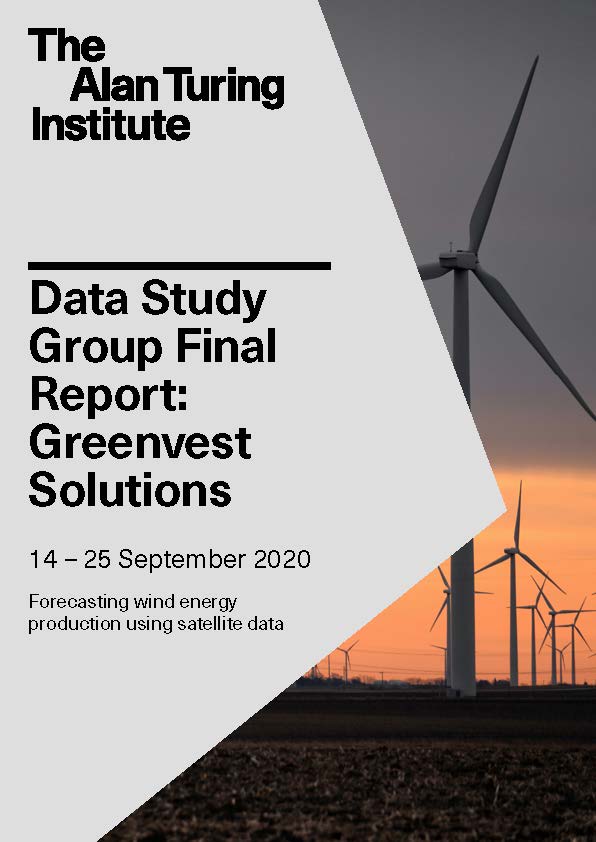 The
Alan Turing
Institute
Data Study
Group Final
Report:
Greenvest
Solutions
14 – 25 September 2020
Forecasting wind energy
production using satellite data